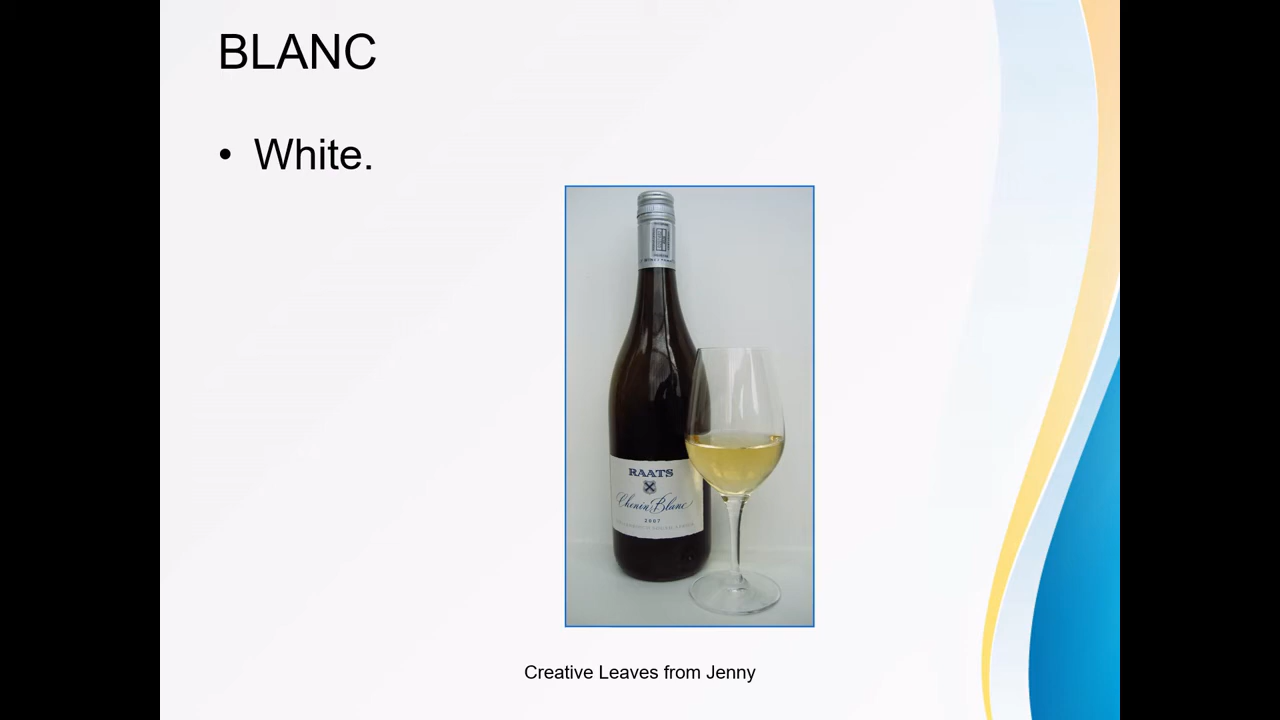 BLANC
• White.
RAATS
Chenin Blanc
2007
Creative Leaves from Jenny